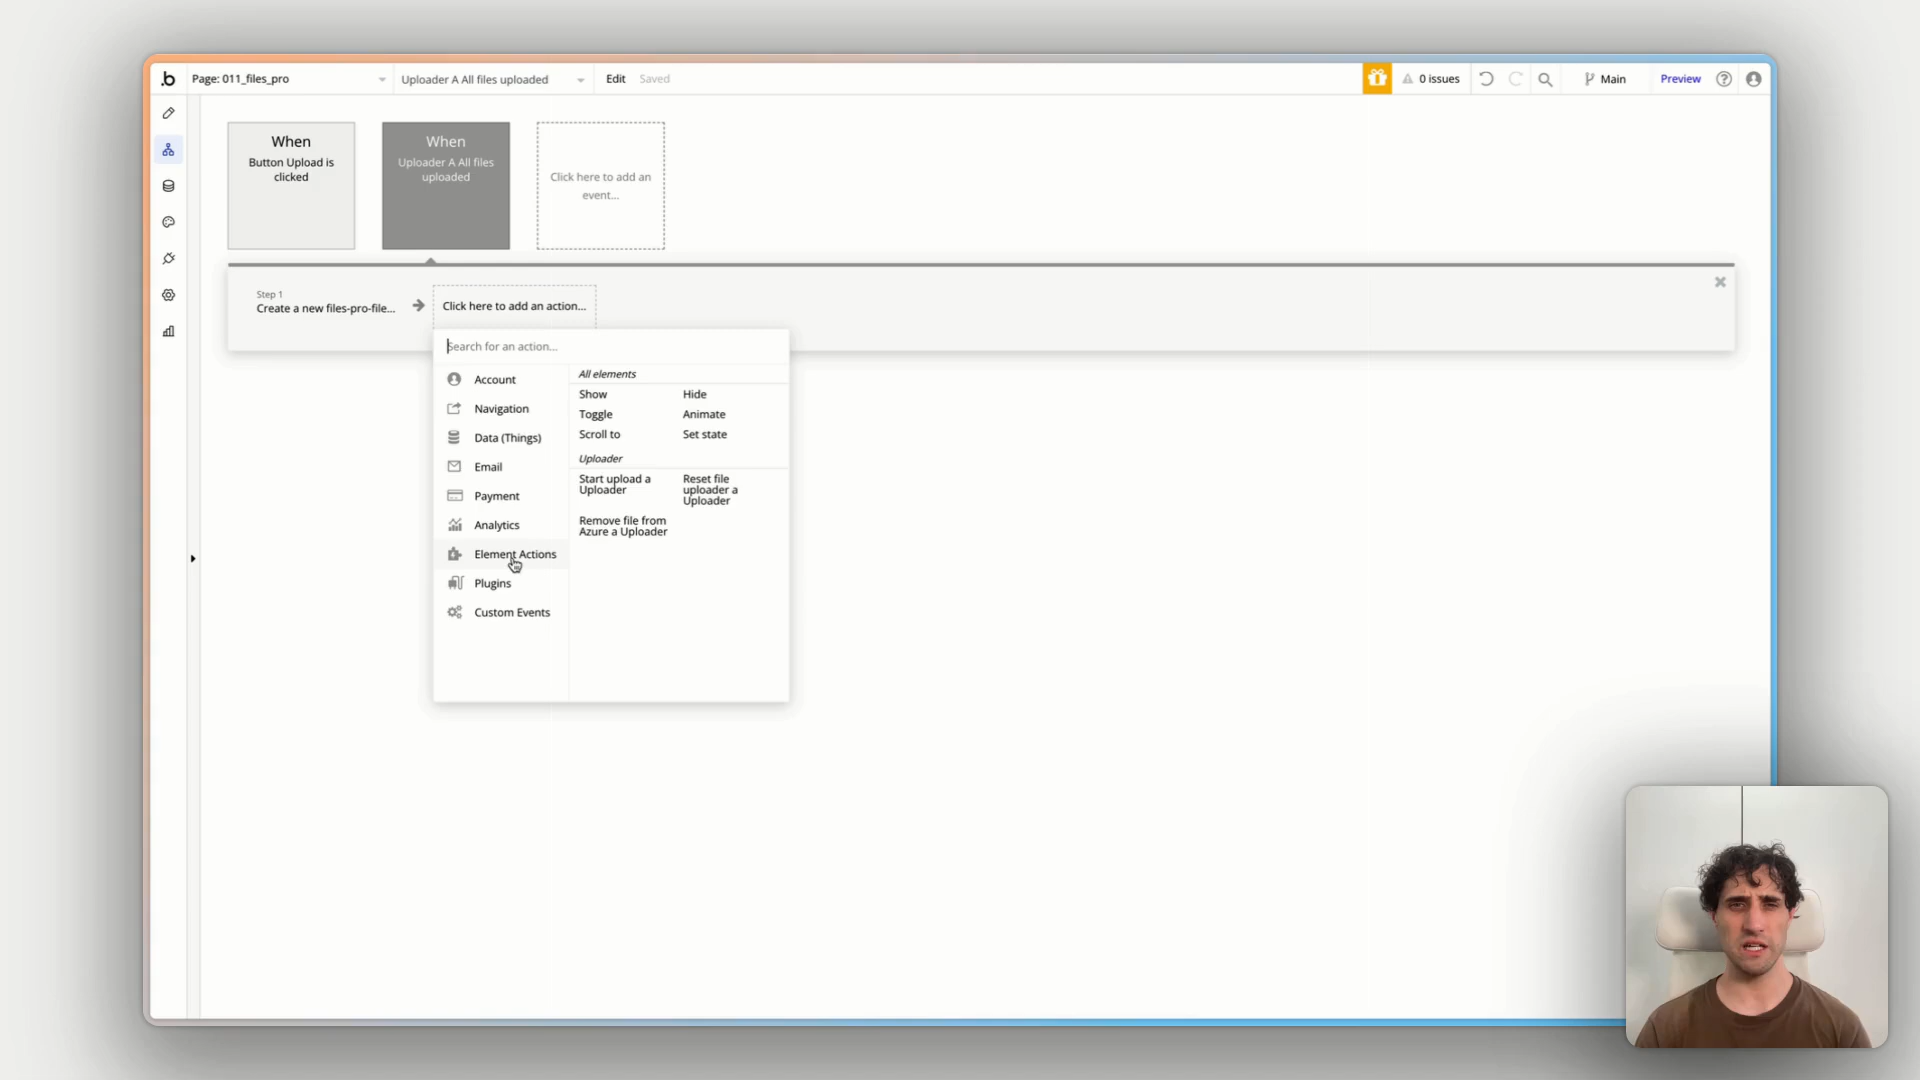 .b
Page: 011_files_pro
Uploader A All files uploaded
Edit
Saved
0 issues
Main
Preview
When
Button Upload is
clicked
When
Uploader A All files
uploaded
Click here to add an
event...
Step 1
Create a new files-pro-file...
Click here to add an action...
Search for an action...
Account
Navigation
Data (Things)
Email
Payment
Analytics
Element Actions
Plugins
Custom Events
All elements
Show
Hide
Toggle
Animate
Scroll to
Set state
Uploader
Start upload a
Uploader
Reset file
uploader a
Uploader
Remove file from
Azure a Uploader